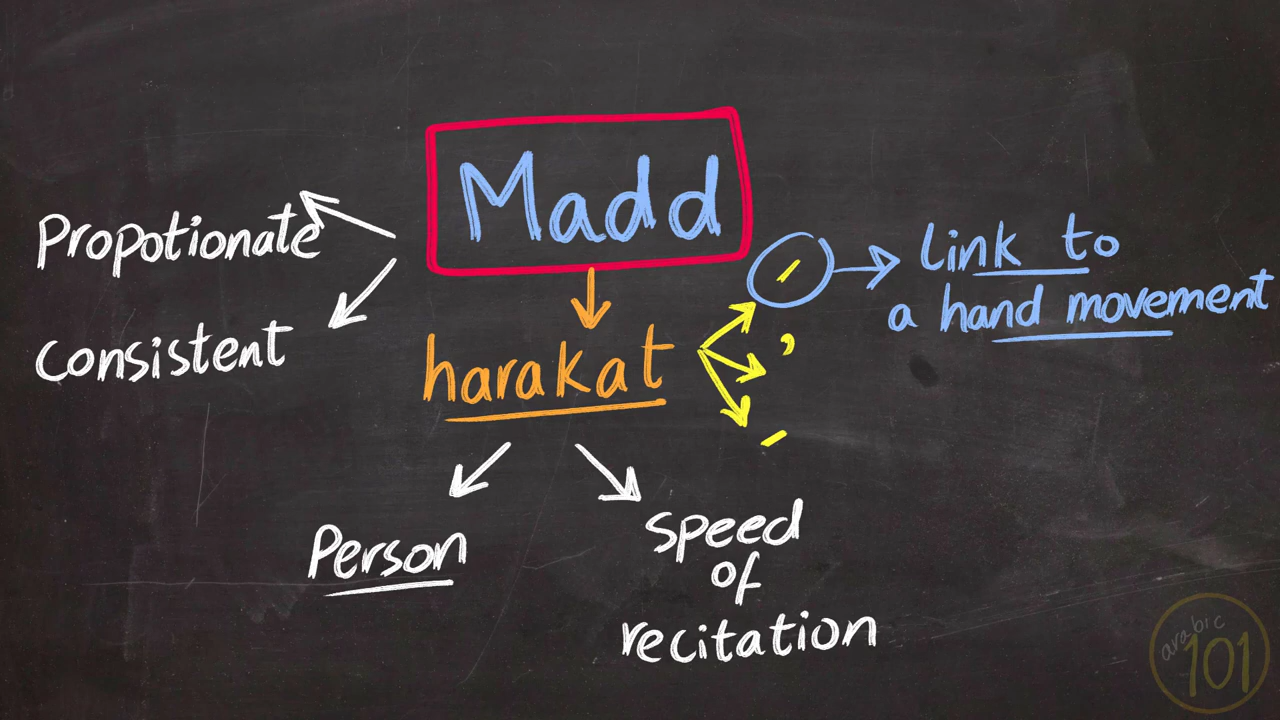 Madd
Propotionate
Consistent
harakat
link to
a hand movement
Person
speed
of
recitation
arabic
101